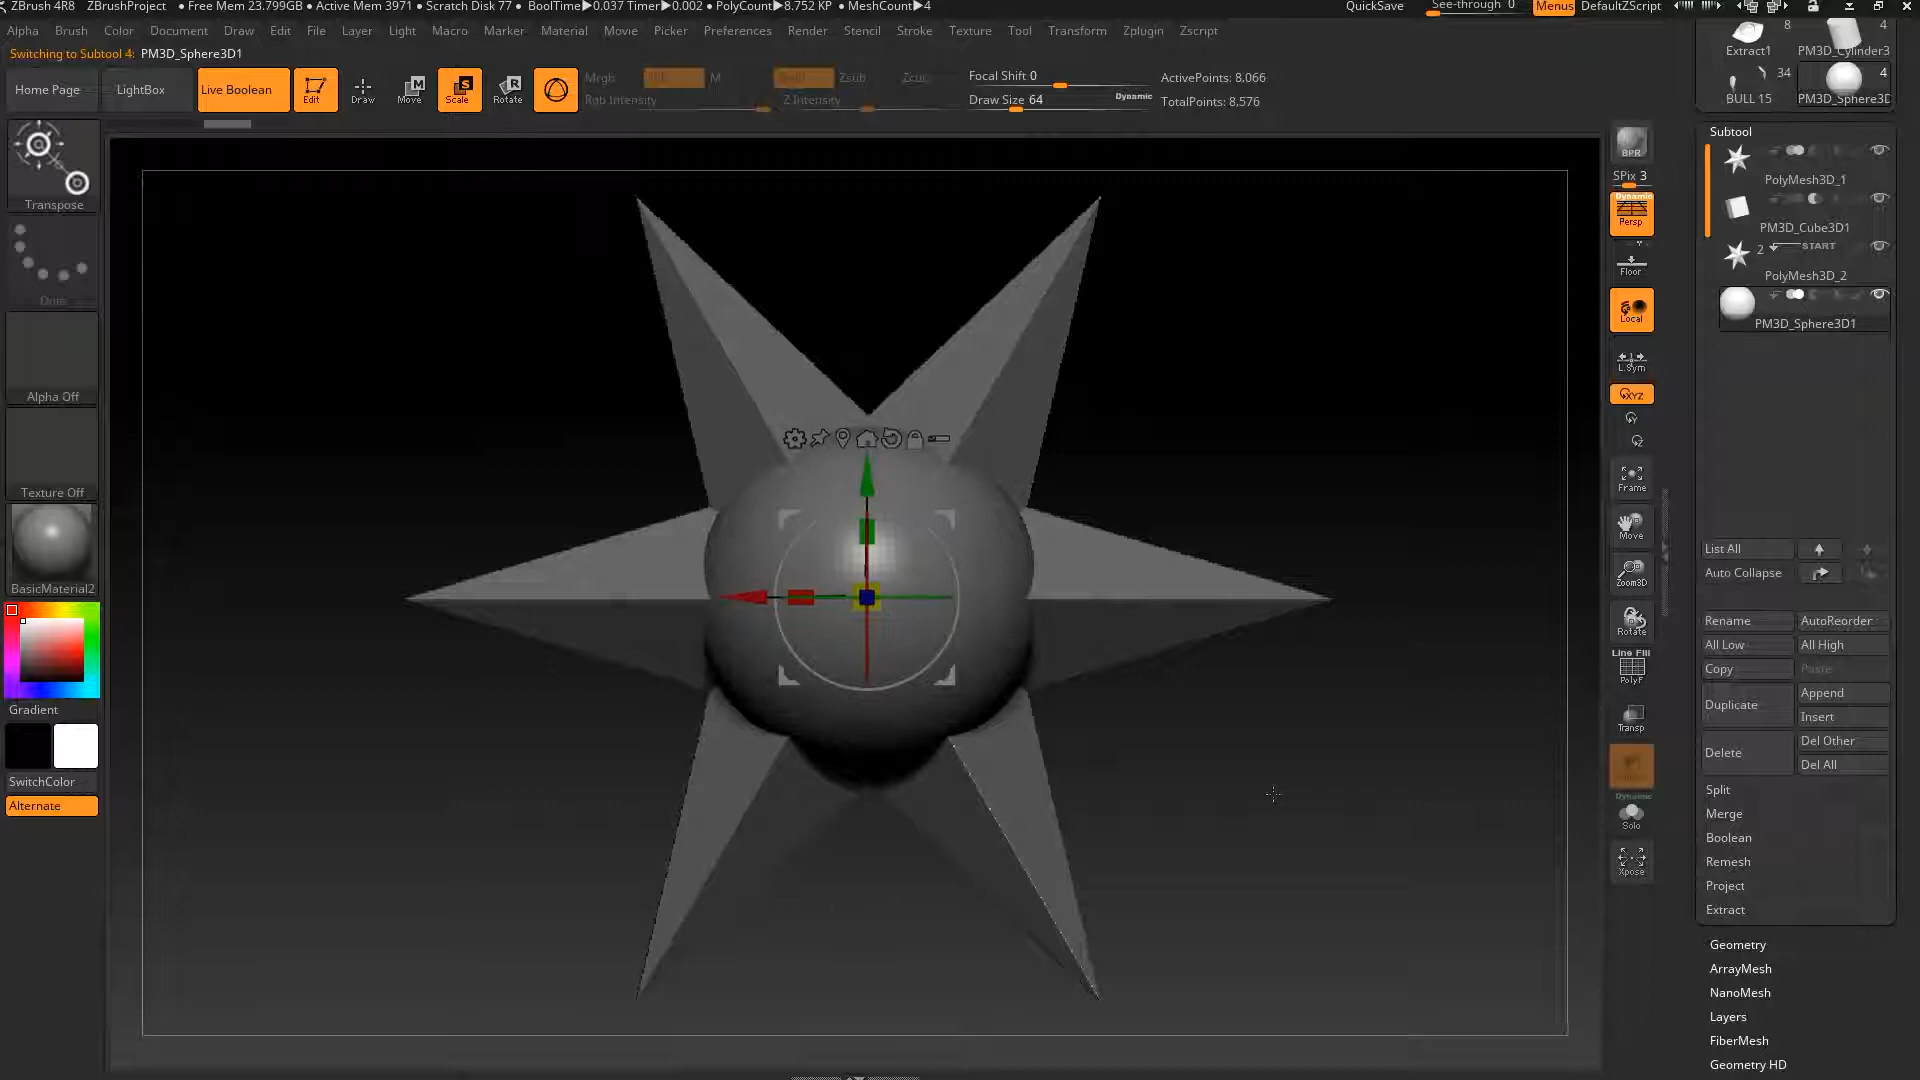 ZBrush 4R8 ZBrushProject • Free Mem 23.799GB • Active Mem 3971 • Scratch Disk 77 • BoolTime▶0.037 Timer▶0.002 • PolyCount▶8.752 KP • MeshCount▶4 QuickSave See-through 0 Menus DefaultZScript
Alpha Brush Color Document Draw Edit File Layer Light Macro Marker Material Movie Picker Preferences Render Stencil Stroke Texture Tool Transform Zplugin Zscript
Switching to Subtool 4: PM3D_Sphere3D1
Home Page LightBox Live Boolean Edit Draw Move Scale Rotate
Mrgb M Zsub Zcut
Rgb Intensity Z Intensity
Focal Shift 0
Draw Size 64 Dynamic
ActivePoints: 8.066
TotalPoints: 8.576
Transpose
Dots
Alpha Off
Texture Off
BasicMaterial2
Gradient
SwitchColor
Alternate
BPR
SPix 3
Dynamic
Persp
Floor
Local
L.Sym
XYZ
Frame
Move
Zoom3D
Rotate
Line Fill
PolyF
Transp
Dynamic
Solo
Xpose
8 4
Extract1 PM3D_Cylinder3
34 4
BULL 15 PM3D_Sphere3D
Subtool
PolyMesh3D_1
PM3D_Cube3D1
2 START
PolyMesh3D_2
PM3D_Sphere3D1
List All
Auto Collapse
Rename AutoReorder
All Low All High
Copy Paste
Duplicate Append
Insert
Delete Del Other
Del All
Split
Merge
Boolean
Remesh
Project
Extract
Geometry
ArrayMesh
NanoMesh
Layers
FiberMesh
Geometry HD